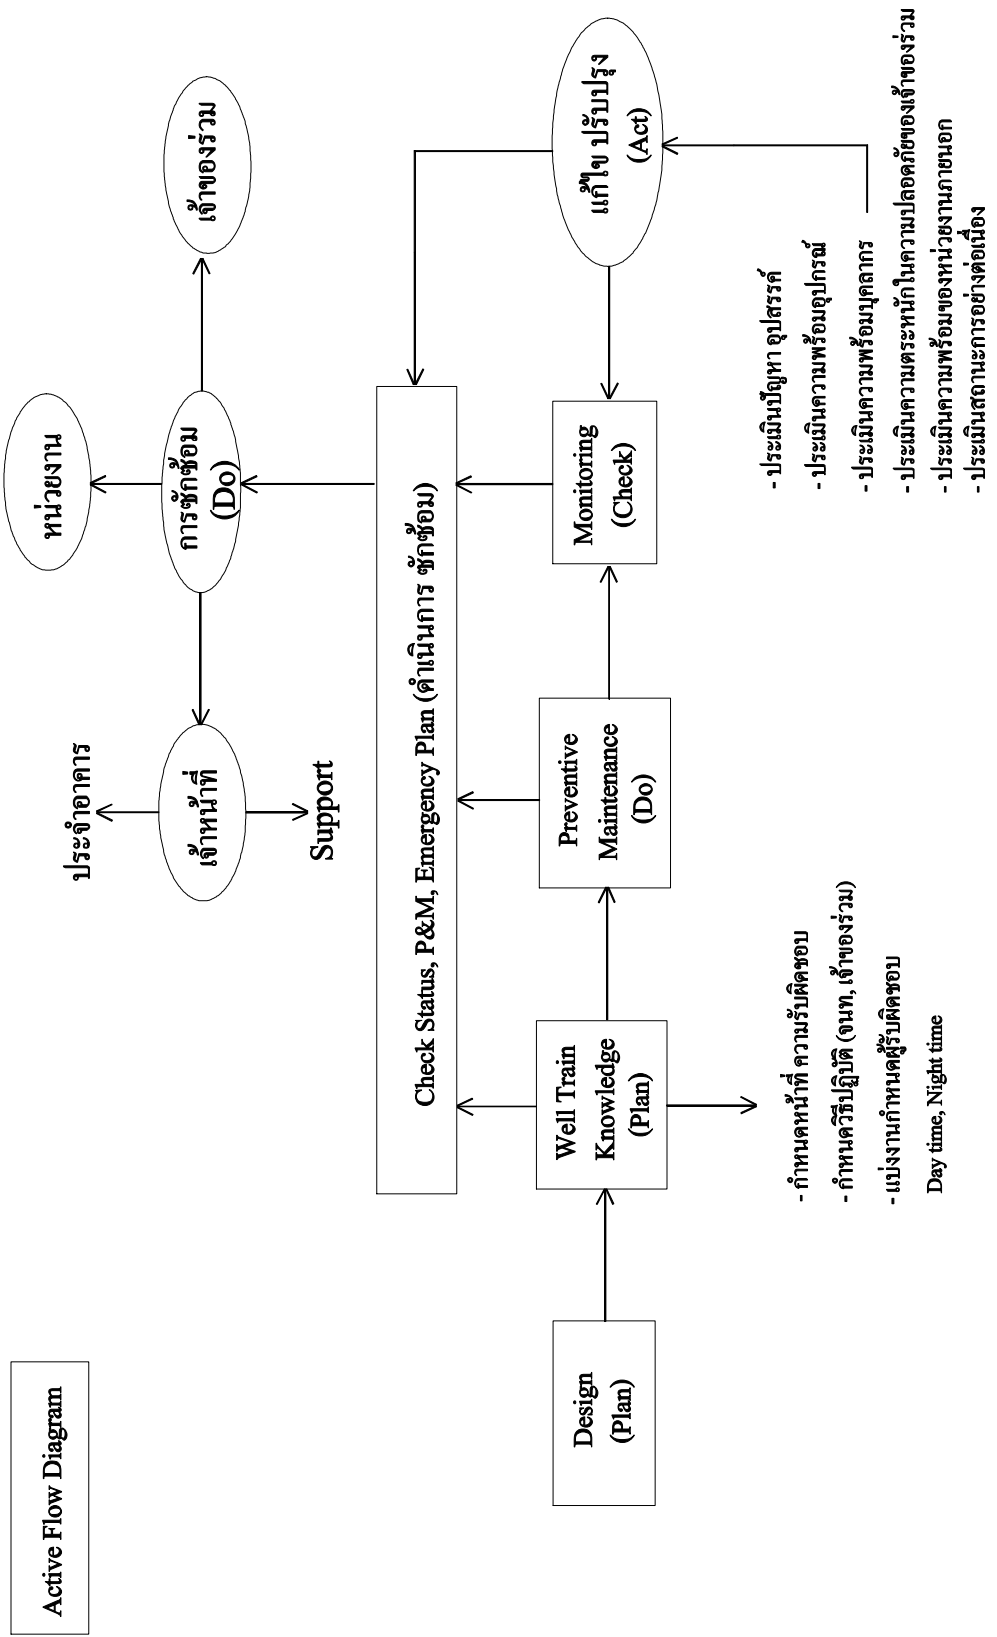 Active Flow Diagram
หน่วยงาน
ประจำอาคาร
เจ้าหน้าที่
Support
การซักซ้อม
(Do)
เจ้าของร่วม
Check Status, P&M, Emergency Plan (ดำเนินการ ซักซ้อม)
Design
(Plan)
Well Train
Knowledge
(Plan)
Preventive
Maintenance
(Do)
Monitoring
(Check)
แก้ไข ปรับปรุง
(Act)
- กำหนดหน้าที่ ความรับผิดชอบ
- กำหนดวิธีปฏิบัติ (จนท, เจ้าของร่วม)
- แบ่งงานกำหนดผู้รับผิดชอบ
Day time, Night time
- ประเมินปัญหา อุปสรรค์
- ประเมินความพร้อมอุปกรณ์
- ประเมินความพร้อมบุคลากร
- ประเมินความตระหนักในความปลอดภัยของเจ้าของร่วม
- ประเมินความพร้อมของหน่วยงานภายนอก
- ประเมินสถานะการอย่างต่อเนื่อง